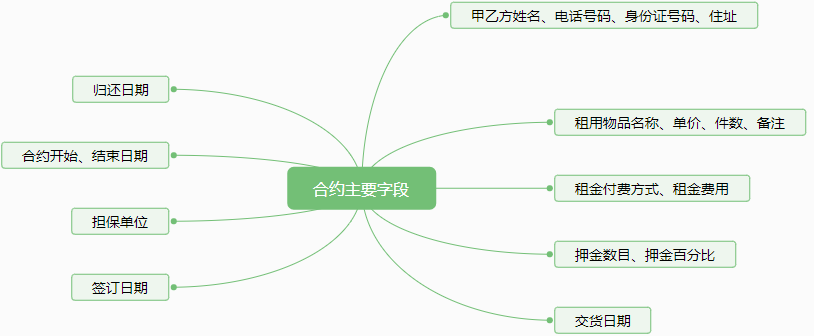 合约主要字段
甲乙方姓名、电话号码、身份证号码、住址
租用物品名称、单价、件数、备注
租金付费方式、租金费用
押金数目、押金百分比
交货日期
归还日期
合约开始、结束日期
担保单位
签订日期